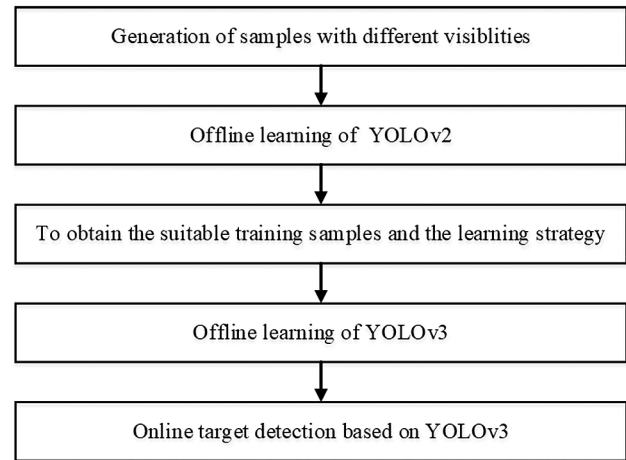 Generation of samples with different visiblities
Offline learning of YOLOv2
To obtain the suitable training samples and the learning strategy
Offline learning of YOLOv3
Online target detection based on YOLOv3